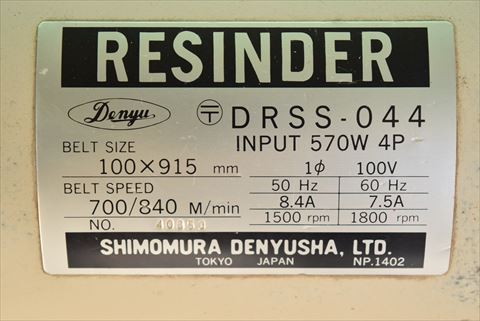 RESINDER
Denyu 〒 DRSS-044
BELT SIZE
100×915 mm
BELT SPEED
700/840 M/min
NO.
INPUT 570W 4P
1ϕ 100V
50 Hz 60 Hz
8.4A 7.5A
1500 rpm 1800 rpm
SHIMOMURA DENYUSHA, LTD.
TOKYO JAPAN NP.1402